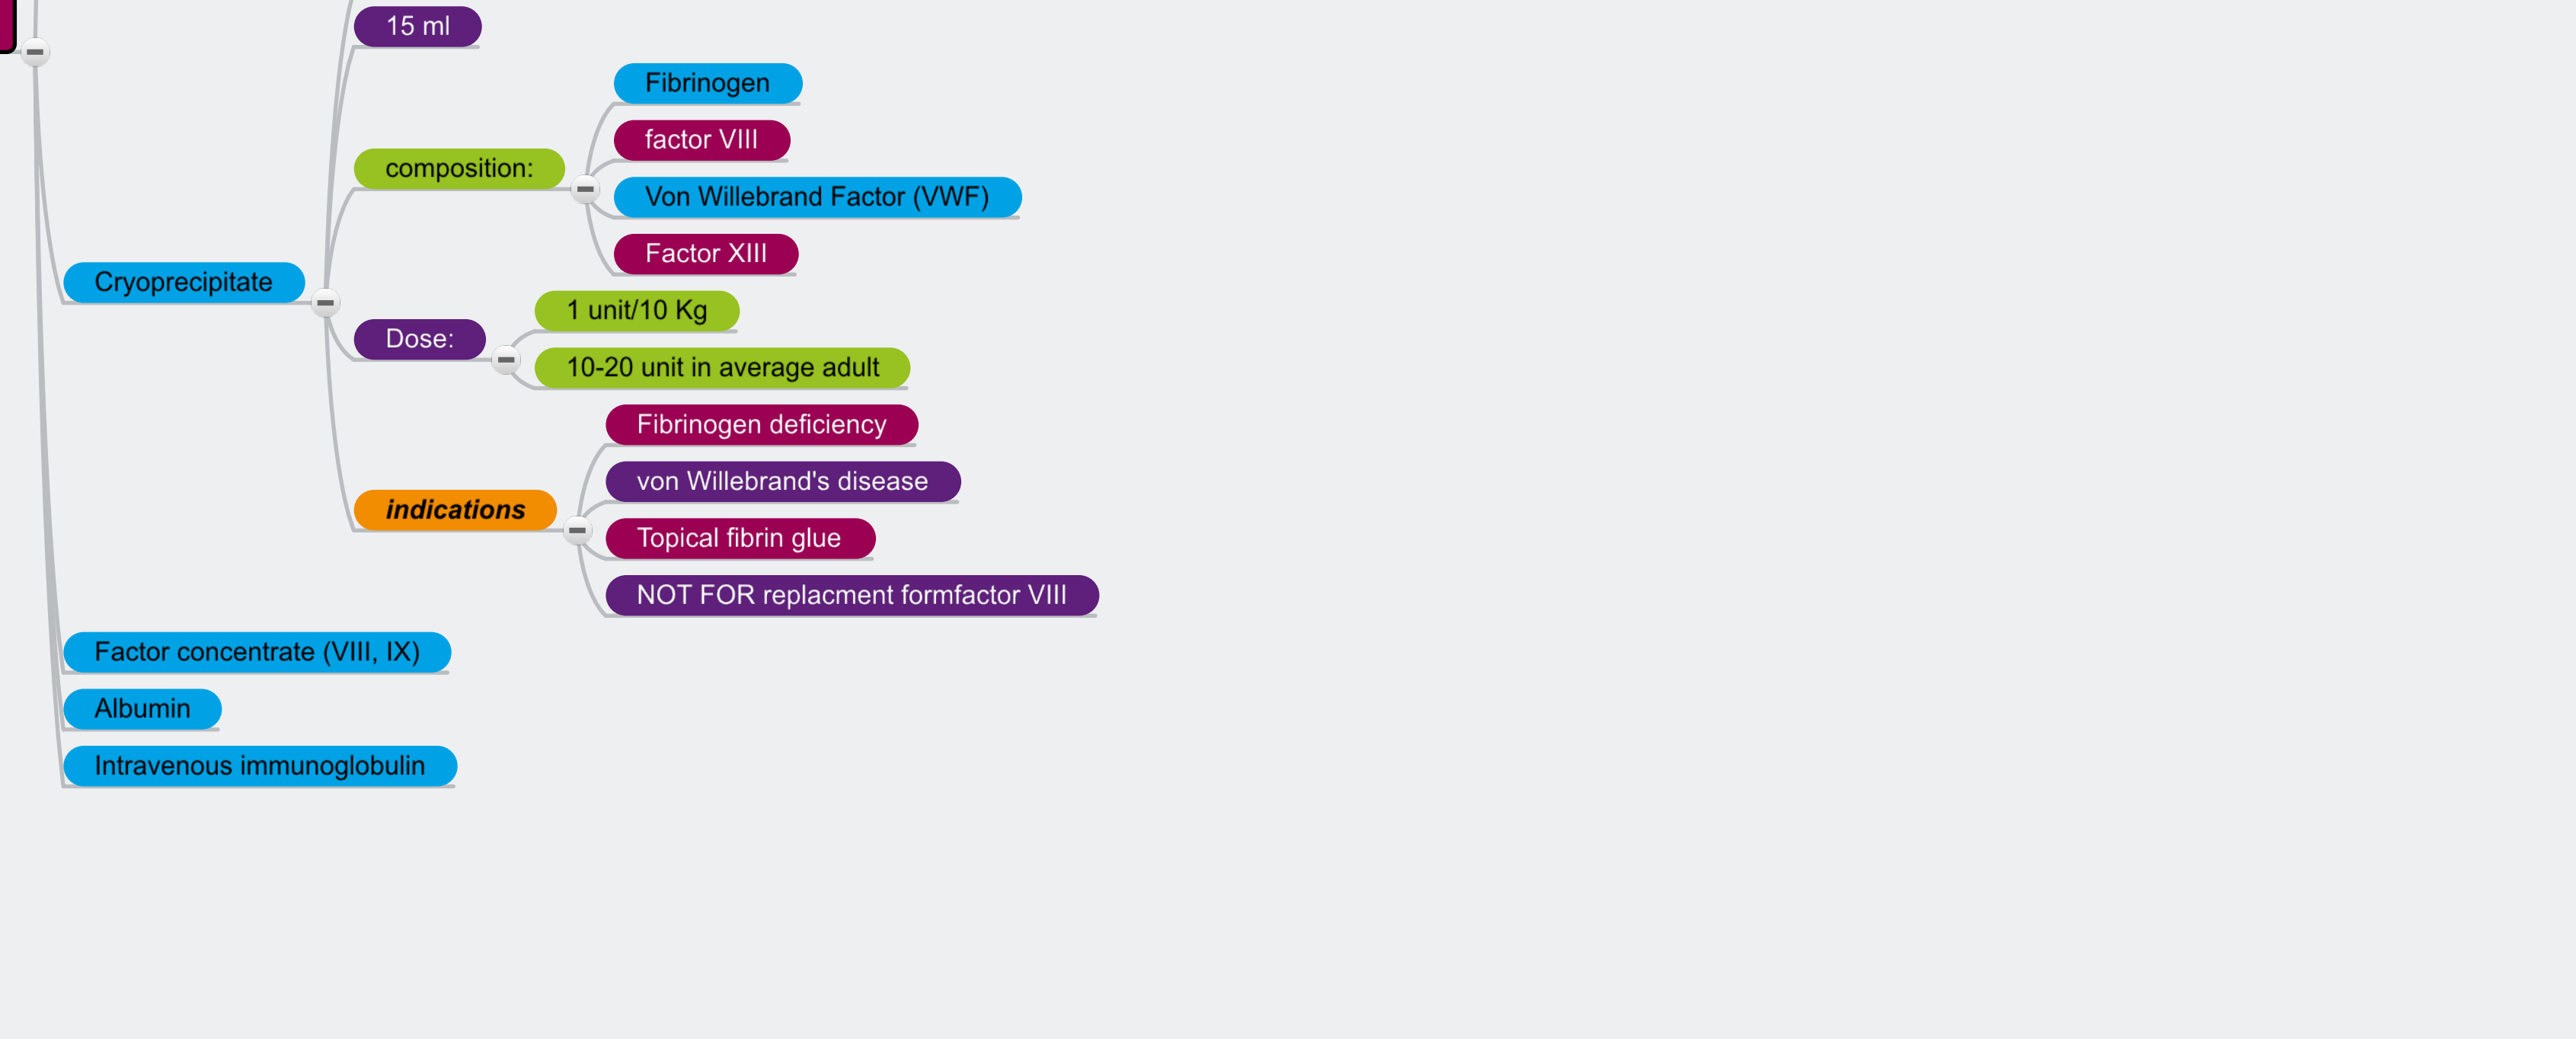 15 ml
Fibrinogen
factor VIII
composition:
Von Willebrand Factor (VWF)
Factor XIII
Cryoprecipitate
1 unit/10 Kg
Dose:
10-20 unit in average adult
Fibrinogen deficiency
von Willebrand's disease
indications
Topical fibrin glue
NOT FOR replacment formfactor VIII
Factor concentrate (VIII, IX)
Albumin
Intravenous immunoglobulin